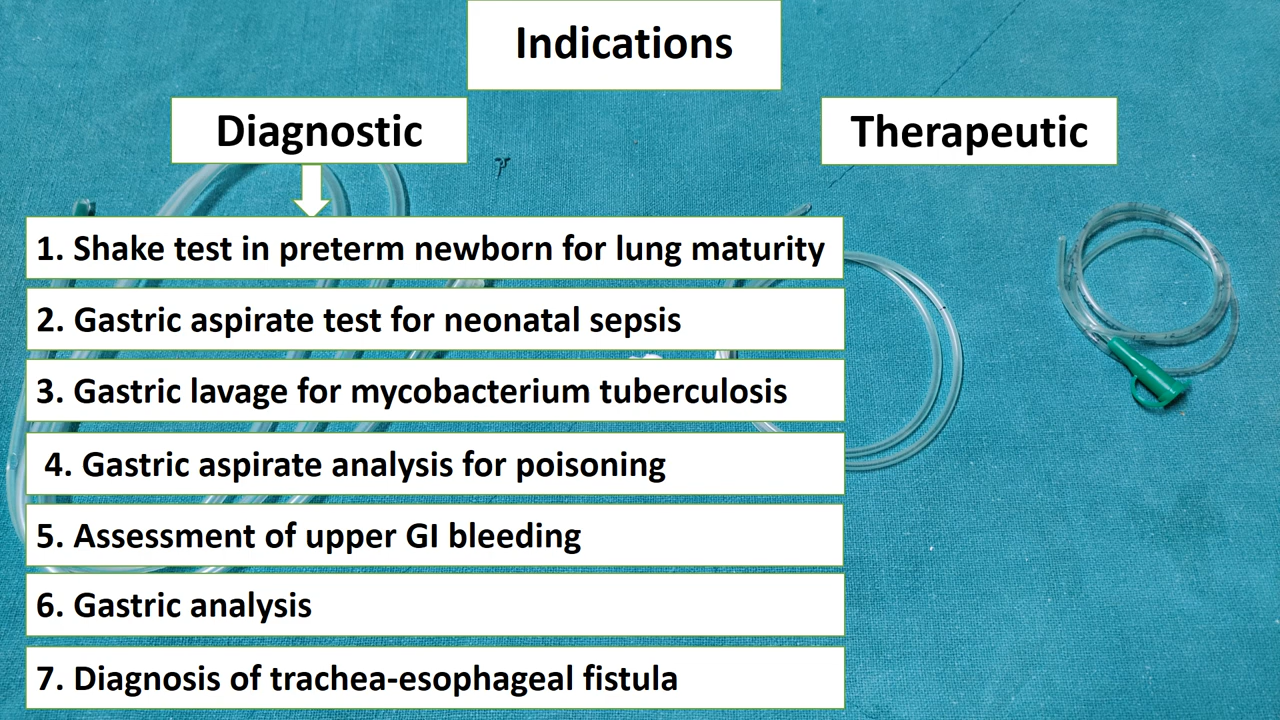 Indications
Diagnostic
Therapeutic
1. Shake test in preterm newborn for lung maturity
2. Gastric aspirate test for neonatal sepsis
3. Gastric lavage for mycobacterium tuberculosis
4. Gastric aspirate analysis for poisoning
5. Assessment of upper GI bleeding
6. Gastric analysis
7. Diagnosis of trachea-esophageal fistula